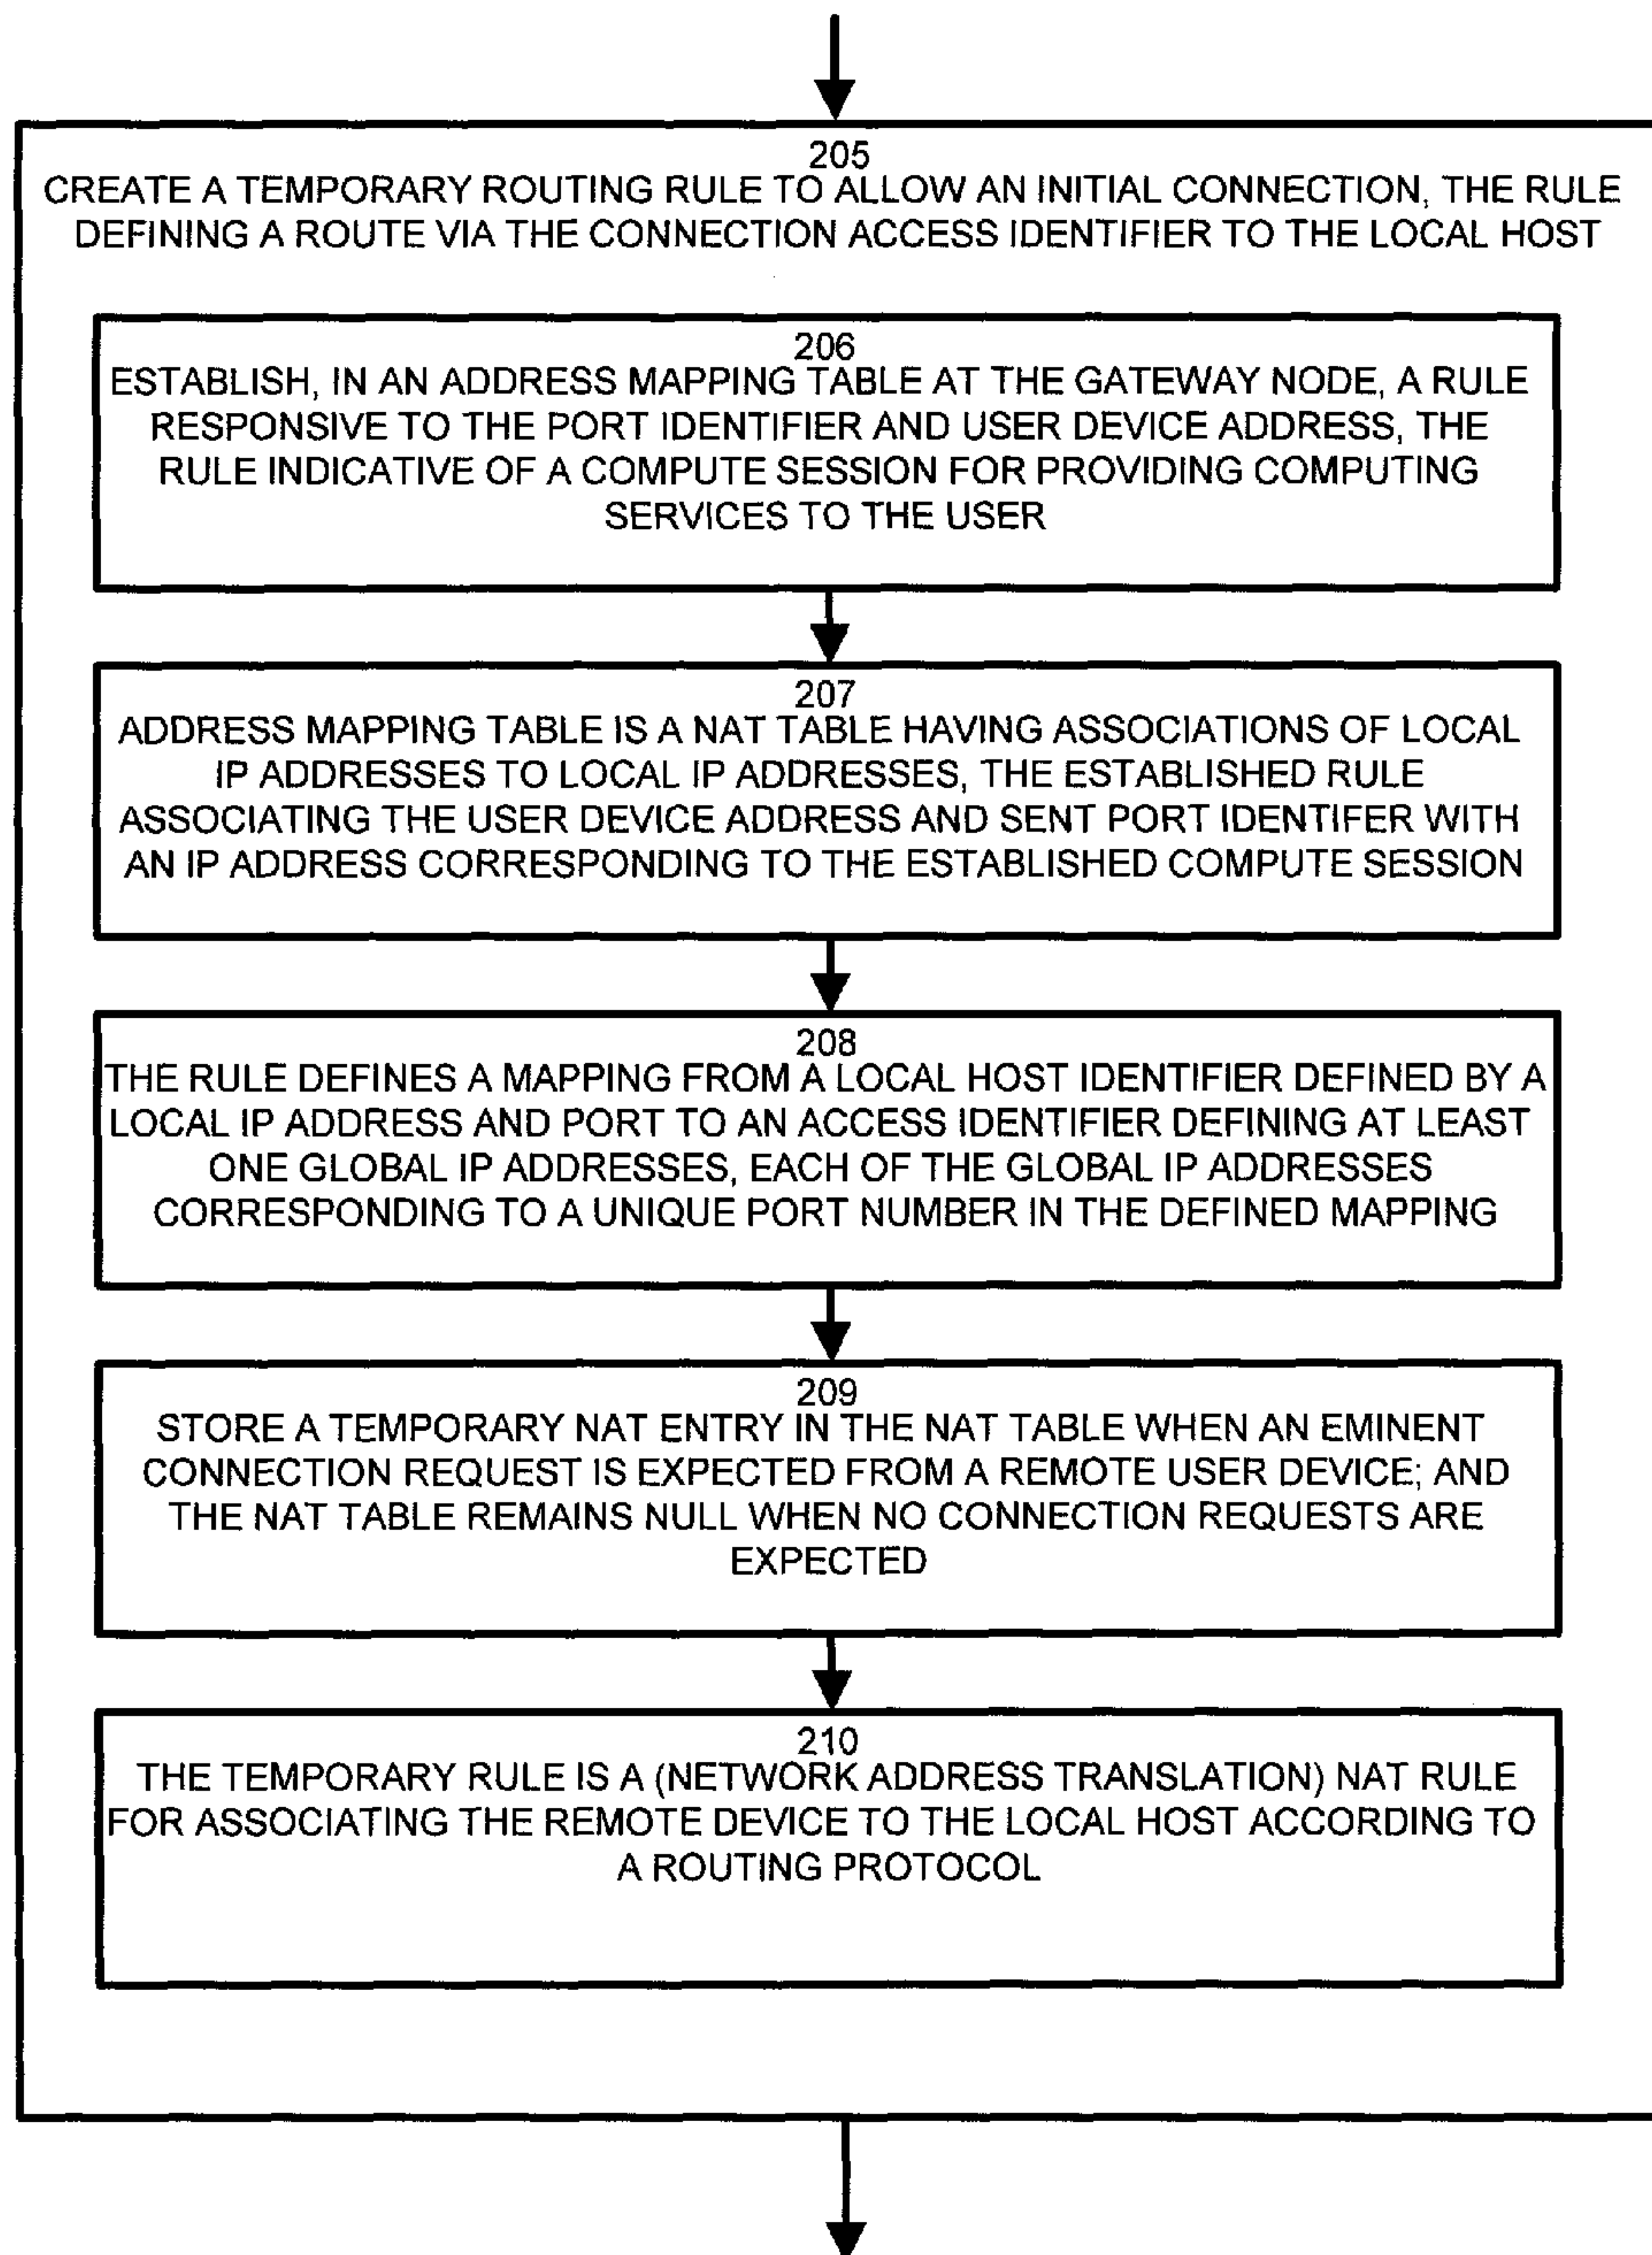 205
CREATE A TEMPORARY ROUTING RULE TO ALLOW AN INITIAL CONNECTION, THE RULE
DEFINING A ROUTE VIA THE CONNECTION ACCESS IDENTIFIER TO THE LOCAL HOST
206
ESTABLISH, IN AN ADDRESS MAPPING TABLE AT THE GATEWAY NODE, A RULE
RESPONSIVE TO THE PORT IDENTIFIER AND USER DEVICE ADDRESS, THE
RULE INDICATIVE OF A COMPUTE SESSION FOR PROVIDING COMPUTING
SERVICES TO THE USER
207
ADDRESS MAPPING TABLE IS A NAT TABLE HAVING ASSOCIATIONS OF LOCAL
IP ADDRESSES TO LOCAL IP ADDRESSES, THE ESTABLISHED RULE
ASSOCIATING THE USER DEVICE ADDRESS AND SENT PORT IDENTIFER WITH
AN IP ADDRESS CORRESPONDING TO THE ESTABLISHED COMPUTE SESSION
208
THE RULE DEFINES A MAPPING FROM A LOCAL HOST IDENTIFIER DEFINED BY A
LOCAL IP ADDRESS AND PORT TO AN ACCESS IDENTIFIER DEFINING AT LEAST
ONE GLOBAL IP ADDRESSES, EACH OF THE GLOBAL IP ADDRESSES
CORRESPONDING TO A UNIQUE PORT NUMBER IN THE DEFINED MAPPING
209
STORE A TEMPORARY NAT ENTRY IN THE NAT TABLE WHEN AN EMINENT
CONNECTION REQUEST IS EXPECTED FROM A REMOTE USER DEVICE; AND
THE NAT TABLE REMAINS NULL WHEN NO CONNECTION REQUESTS ARE
EXPECTED
210
THE TEMPORARY RULE IS A (NETWORK ADDRESS TRANSLATION) NAT RULE
FOR ASSOCIATING THE REMOTE DEVICE TO THE LOCAL HOST ACCORDING TO
A ROUTING PROTOCOL